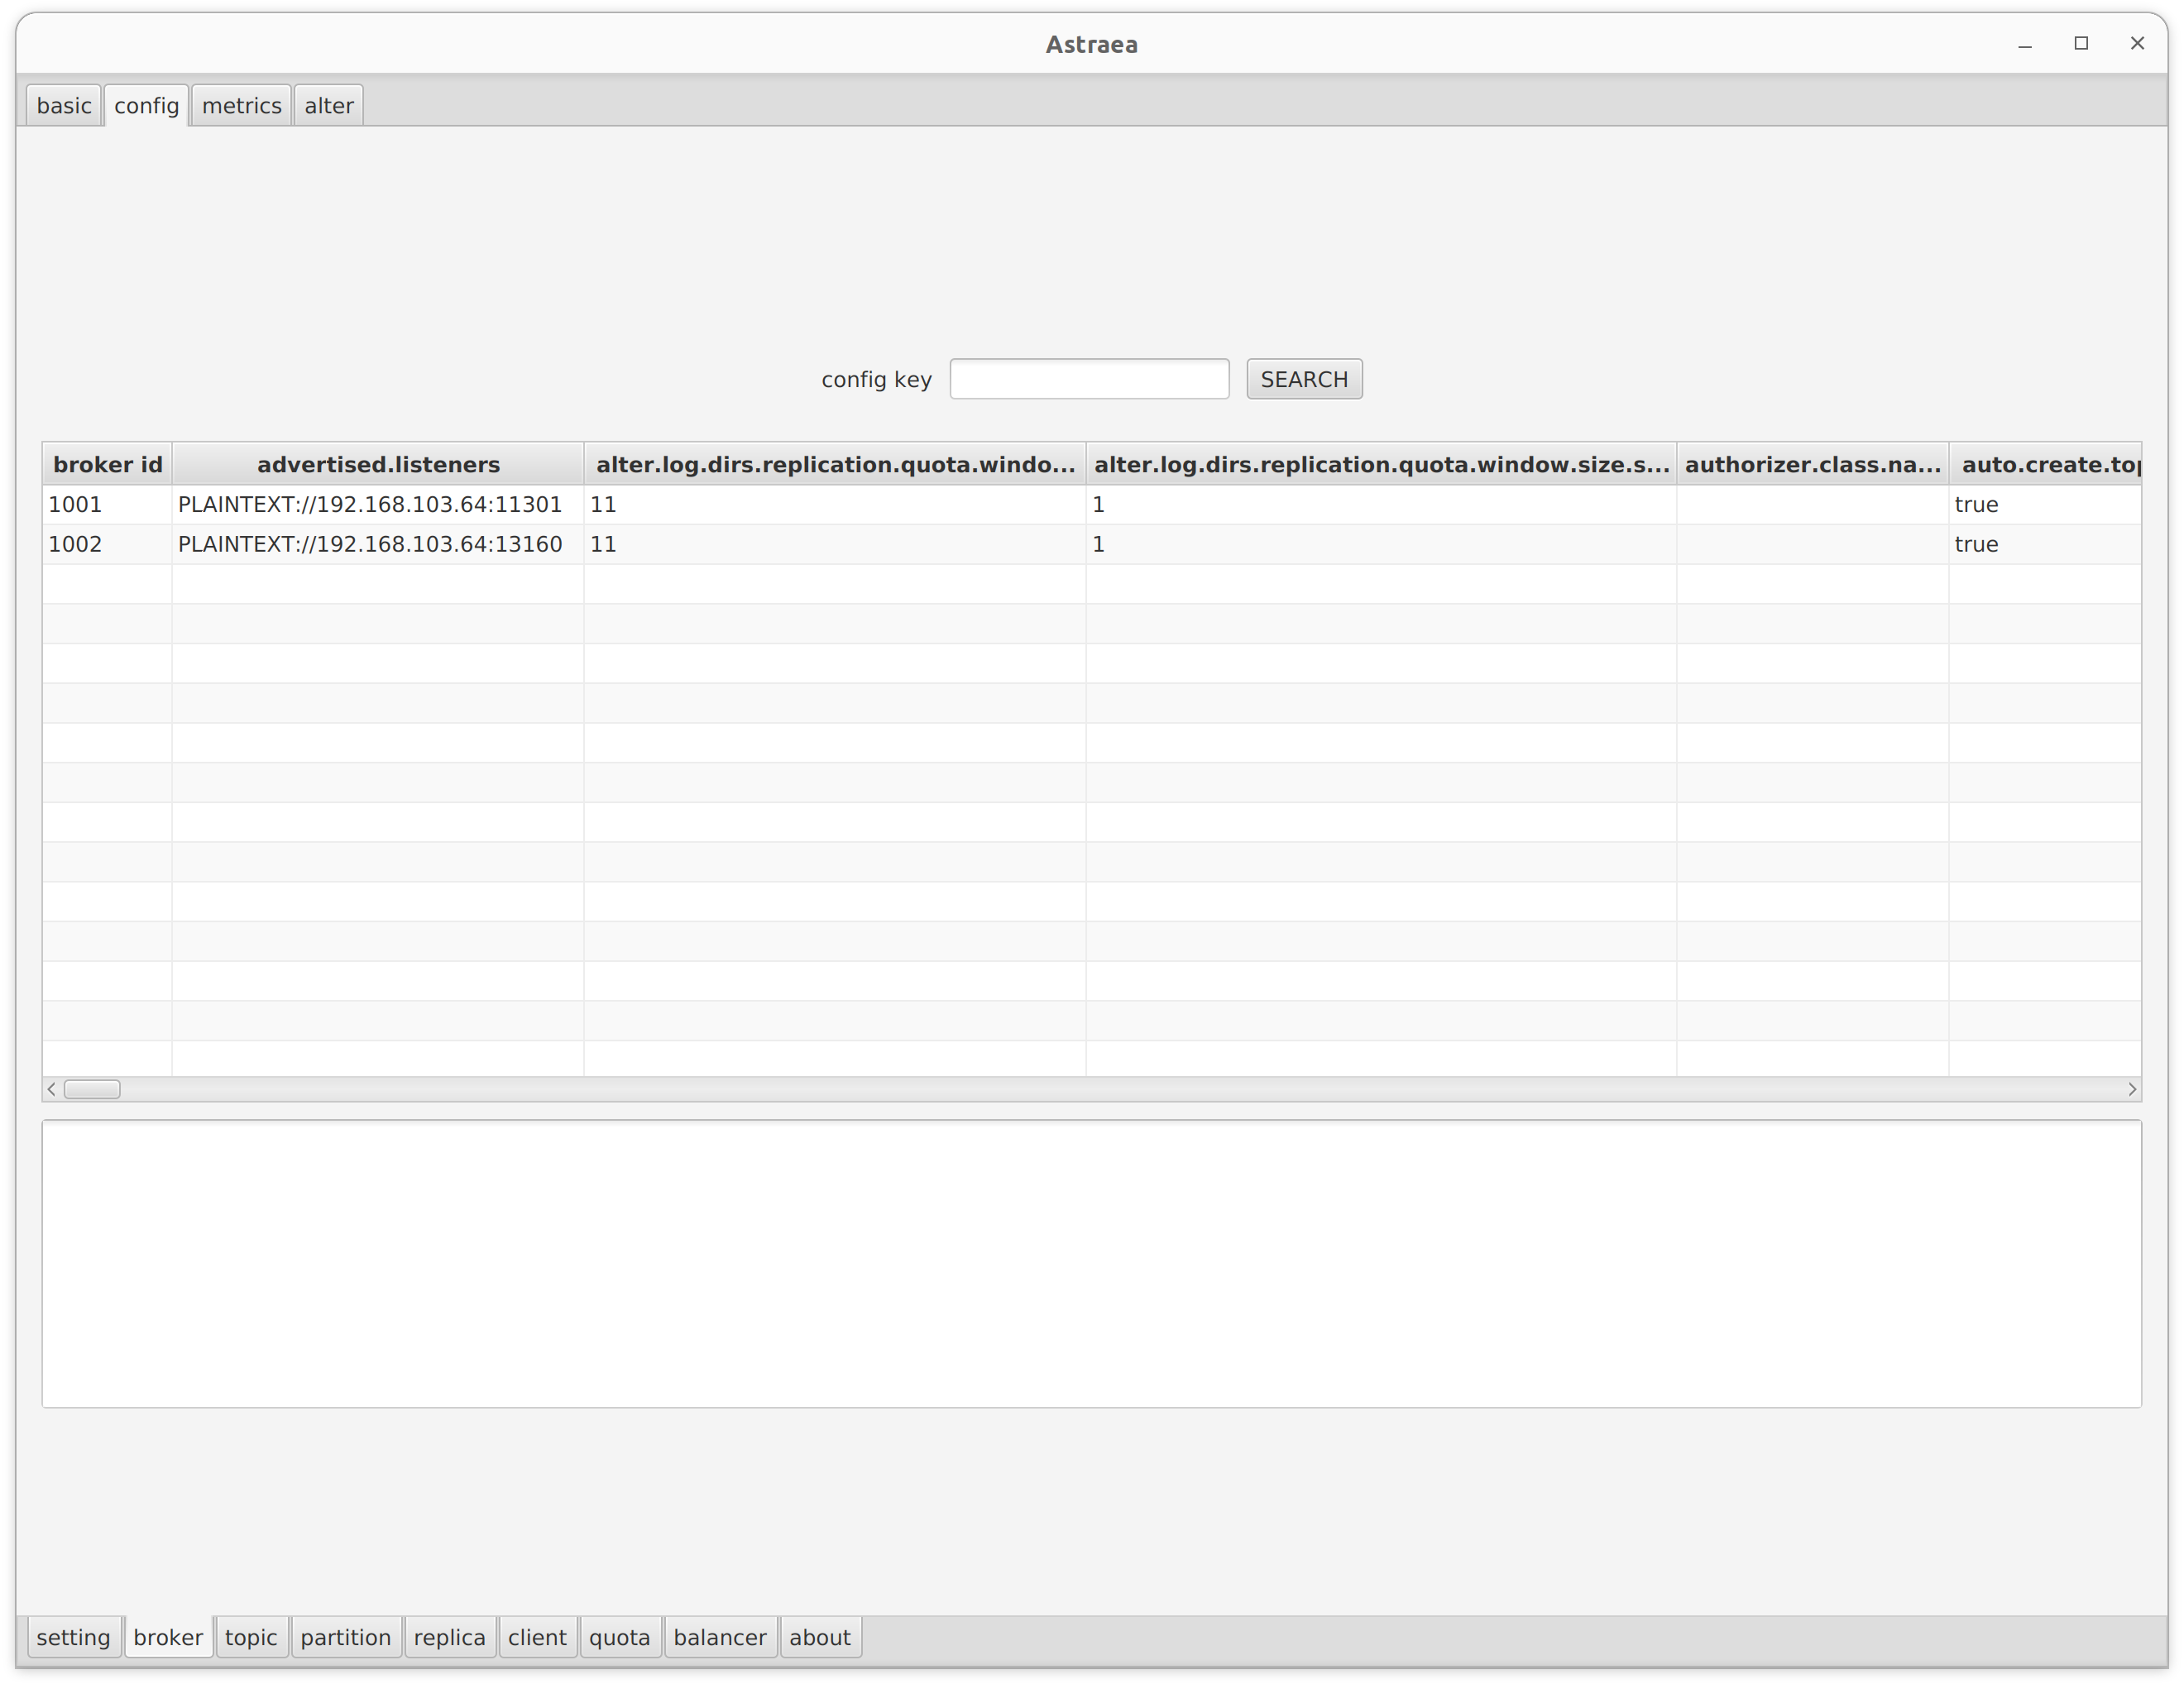 Astraea
basic config metrics alter
config key SEARCH
broker id advertised.listeners alter.log.dirs.replication.quota.windo... alter.log.dirs.replication.quota.window.size.s... authorizer.class.na... auto.create.top
1001 PLAINTEXT://192.168.103.64:11301 11 1 true
1002 PLAINTEXT://192.168.103.64:13160 11 1 true
setting broker topic partition replica client quota balancer about